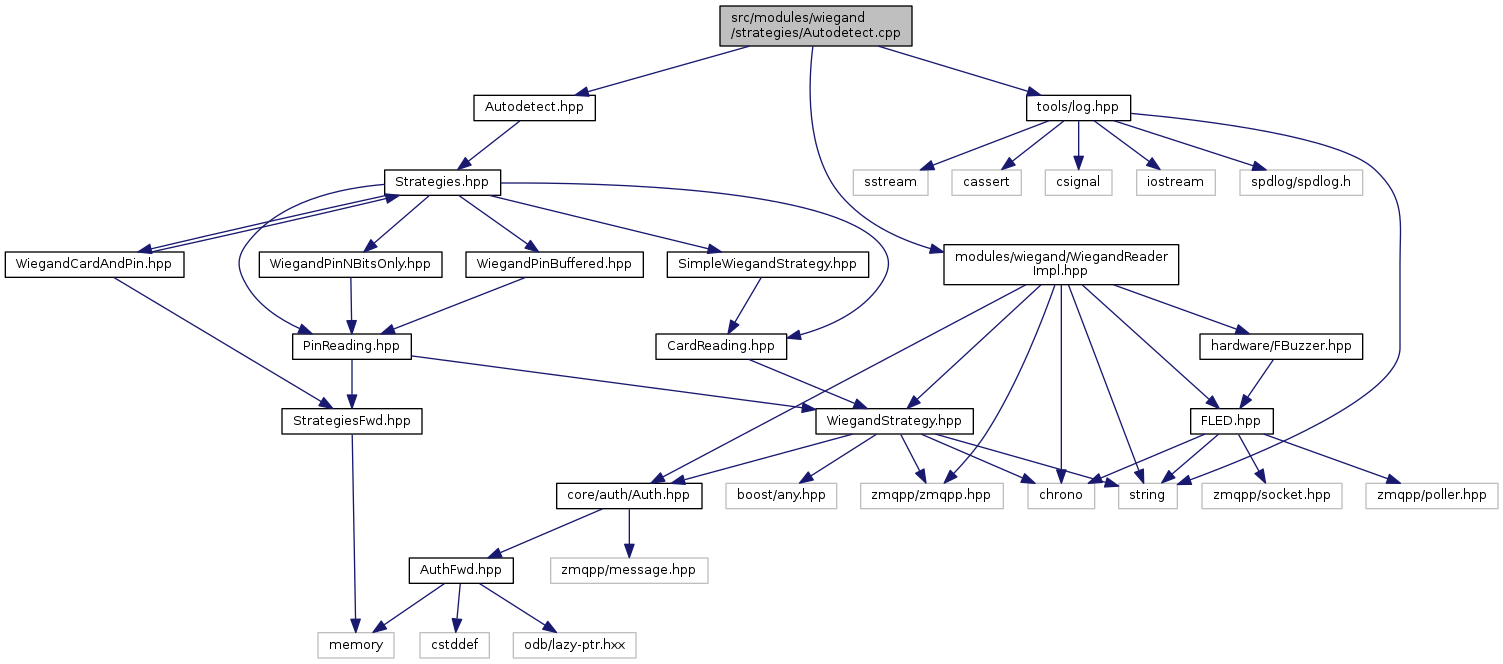 src/modules/wiegand
/strategies/Autodetect.cpp
Autodetect.hpp
tools/log.hpp
Strategies.hpp
sstream
cassert
csignal
iostream
spdlog/spdlog.h
WiegandCardAndPin.hpp
WiegandPinNBitsOnly.hpp
WiegandPinBuffered.hpp
SimpleWiegandStrategy.hpp
modules/wiegand/WiegandReader
Impl.hpp
PinReading.hpp
CardReading.hpp
hardware/FBuzzer.hpp
StrategiesFwd.hpp
WiegandStrategy.hpp
FLED.hpp
core/auth/Auth.hpp
boost/any.hpp
zmqpp/zmqpp.hpp
chrono
string
zmqpp/socket.hpp
zmqpp/poller.hpp
AuthFwd.hpp
zmqpp/message.hpp
memory
cstddef
odb/lazy-ptr.hxx